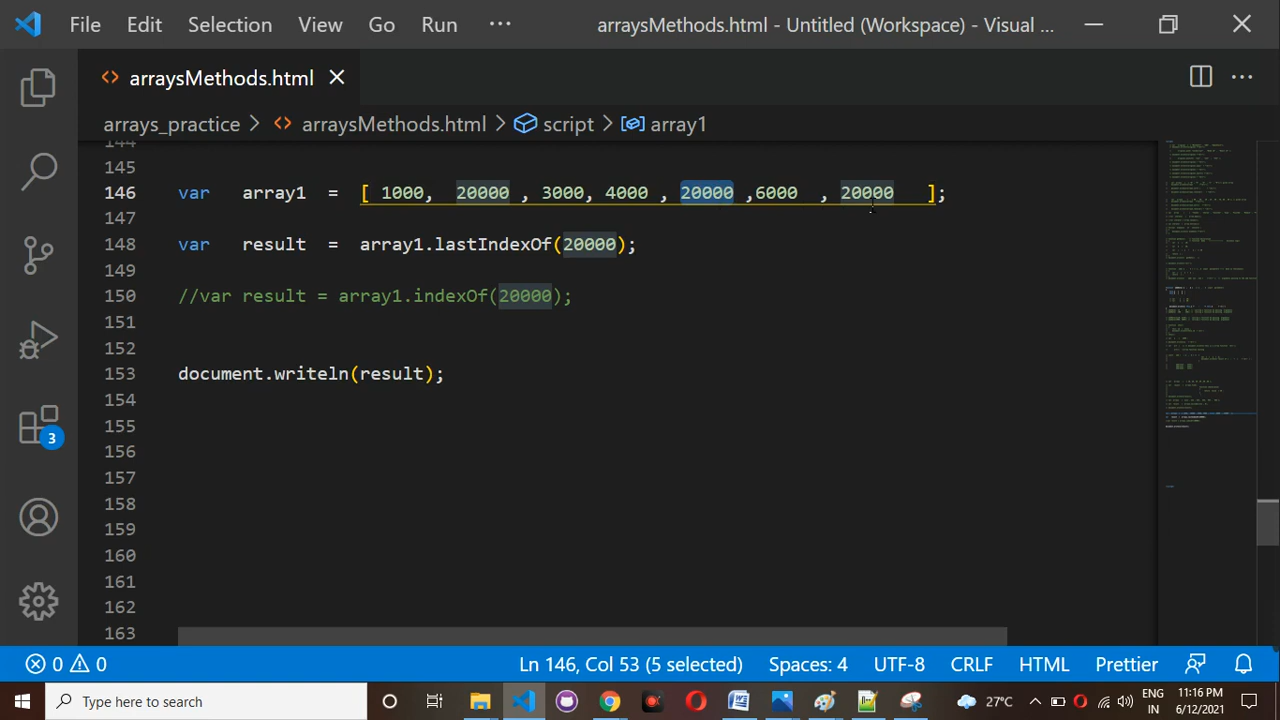 File Edit Selection View Go Run ··· arraysMethods.html - Untitled (Workspace) - Visual ...
arraysMethods.html
arrays_practice > arraysMethods.html > script > array1
144
145
146 var array1 = [ 1000, 20000 , 3000, 4000 , 20000 ,6000 , 20000 ];
147
148 var result = array1.lastIndexOf(20000);
149
150 //var result = array1.indexOf(20000);
151
152
153 document.writeln(result);
154
155
156
157
158
159
160
161
162
163
3
0 0 Ln 146, Col 53 (5 selected) Spaces: 4 UTF-8 CRLF HTML Prettier
Type here to search 27°C ENG 11:16 PM
IN 6/12/2021